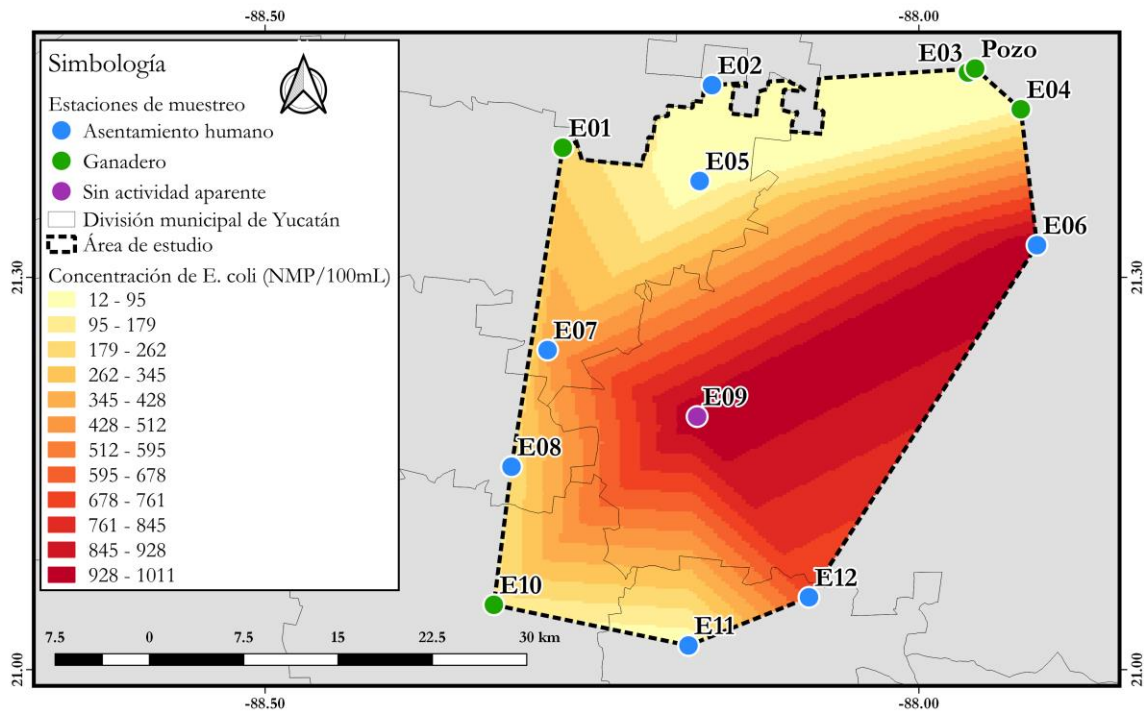 -88.50
-88.00
Simbología
Estaciones de muestreo
Asentamiento humano
Ganadero
Sin actividad aparente
División municipal de Yucatán
Área de estudio
Concentración de E. coli (NMP/100mL)
12 - 95
95 - 179
179 - 262
262 - 345
345 - 428
428 - 512
512 - 595
595 - 678
678 - 761
761 - 845
845 - 928
928 - 1011
E03
Pozo
E02
E04
E01
E05
E06
21.30
21.30
E07
E09
E08
E10
E12
E11
7.5 0 7.5 15 22.5 30 km
21.00
21.00
-88.50
-88.00